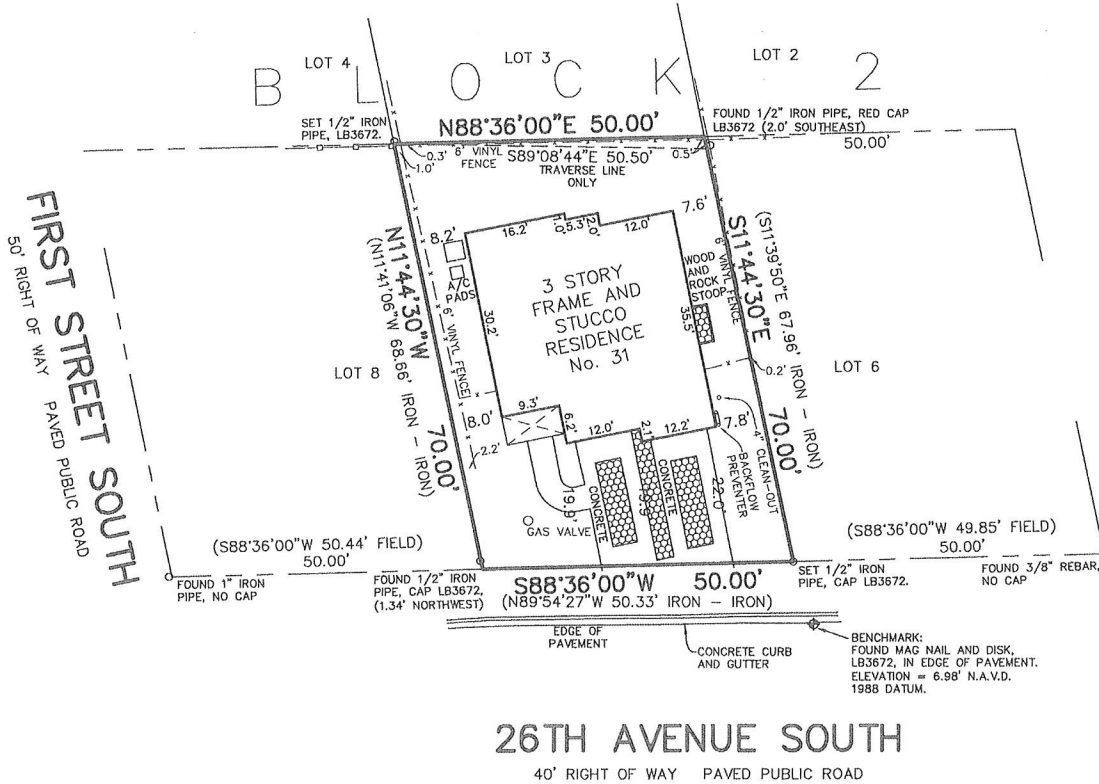 LOT 4
LOT 3
LOT 2
B L O C K 2
SET 1/2" IRON
PIPE, LB3672.
N88°36'00"E 50.00'
FOUND 1/2" IRON PIPE, RED CAP
LB3672 (2.0' SOUTHEAST)
50.00'
0.3'
1.0'
6' VINYL
FENCE
S89°08'44"E 50.50'
TRAVERSE LINE
ONLY
0.5'
FIRST STREET SOUTH
50' RIGHT OF WAY PAVED PUBLIC ROAD
N11°44'30"W
70.00'
(N11°41'06"W 68.66' IRON - IRON)
8.2'
A/C
PADS
6' VINYL FENCE
16.2'
1.0'
5.3'
2.0'
12.0'
7.6'
30.2'
3 STORY
FRAME AND
STUCCO
RESIDENCE
No. 31
WOOD
AND
ROCK
STOOP
35.5'
6' VINYL FENCE
S11°44'30"E
70.00'
(S11°39'50"E 67.96' IRON - IRON)
LOT 8
LOT 6
0.2'
8.0'
2.2'
9.3'
6.2'
12.0'
2.1'
12.2'
7.8'
4" CLEAN-OUT
BACKFLOW
PREVENTER
19.9'
CONCRETE
19.9'
CONCRETE
22.0'
GAS VALVE
(S88°36'00"W 50.44' FIELD)
50.00'
(S88°36'00"W 49.85' FIELD)
50.00'
FOUND 1" IRON
PIPE, NO CAP
FOUND 1/2" IRON
PIPE, CAP LB3672,
(1.34' NORTHWEST)
S88°36'00"W 50.00'
(N89°54'27"W 50.33' IRON - IRON)
SET 1/2" IRON
PIPE, CAP LB3672.
FOUND 3/8" REBAR,
NO CAP
EDGE OF
PAVEMENT
CONCRETE CURB
AND GUTTER
BENCHMARK:
FOUND MAG NAIL AND DISK,
LB3672, IN EDGE OF PAVEMENT.
ELEVATION = 6.98' N.A.V.D.
1988 DATUM.
26TH AVENUE SOUTH
40' RIGHT OF WAY PAVED PUBLIC ROAD